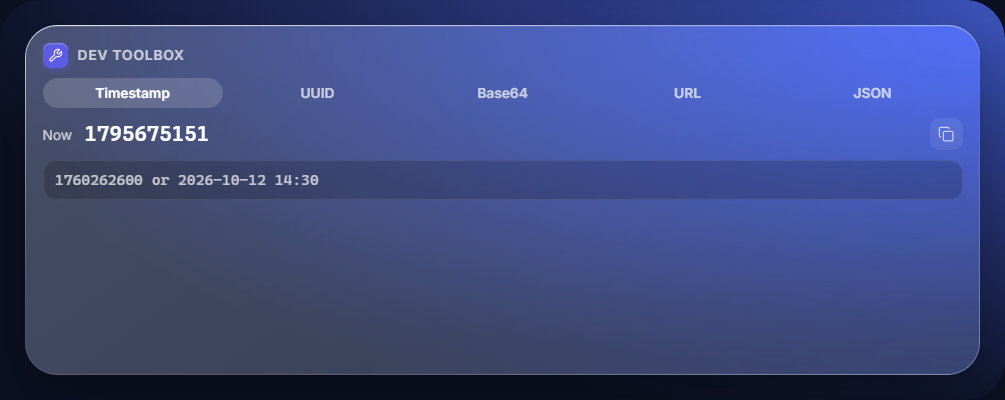 DEV TOOLBOX
Timestamp UUID Base64 URL JSON
Now 1795675151
1760262600 or 2026-10-12 14:30